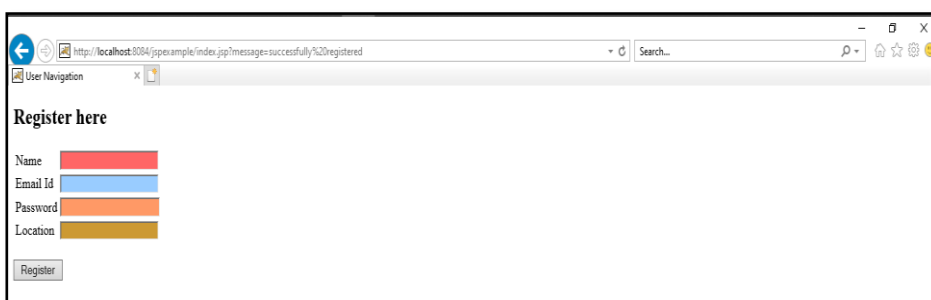 http://localhost:8084/jspexample/index.jsp?message=successfully%20registered
Search...
User Navigation
Register here
Name
Email Id
Password
Location
Register